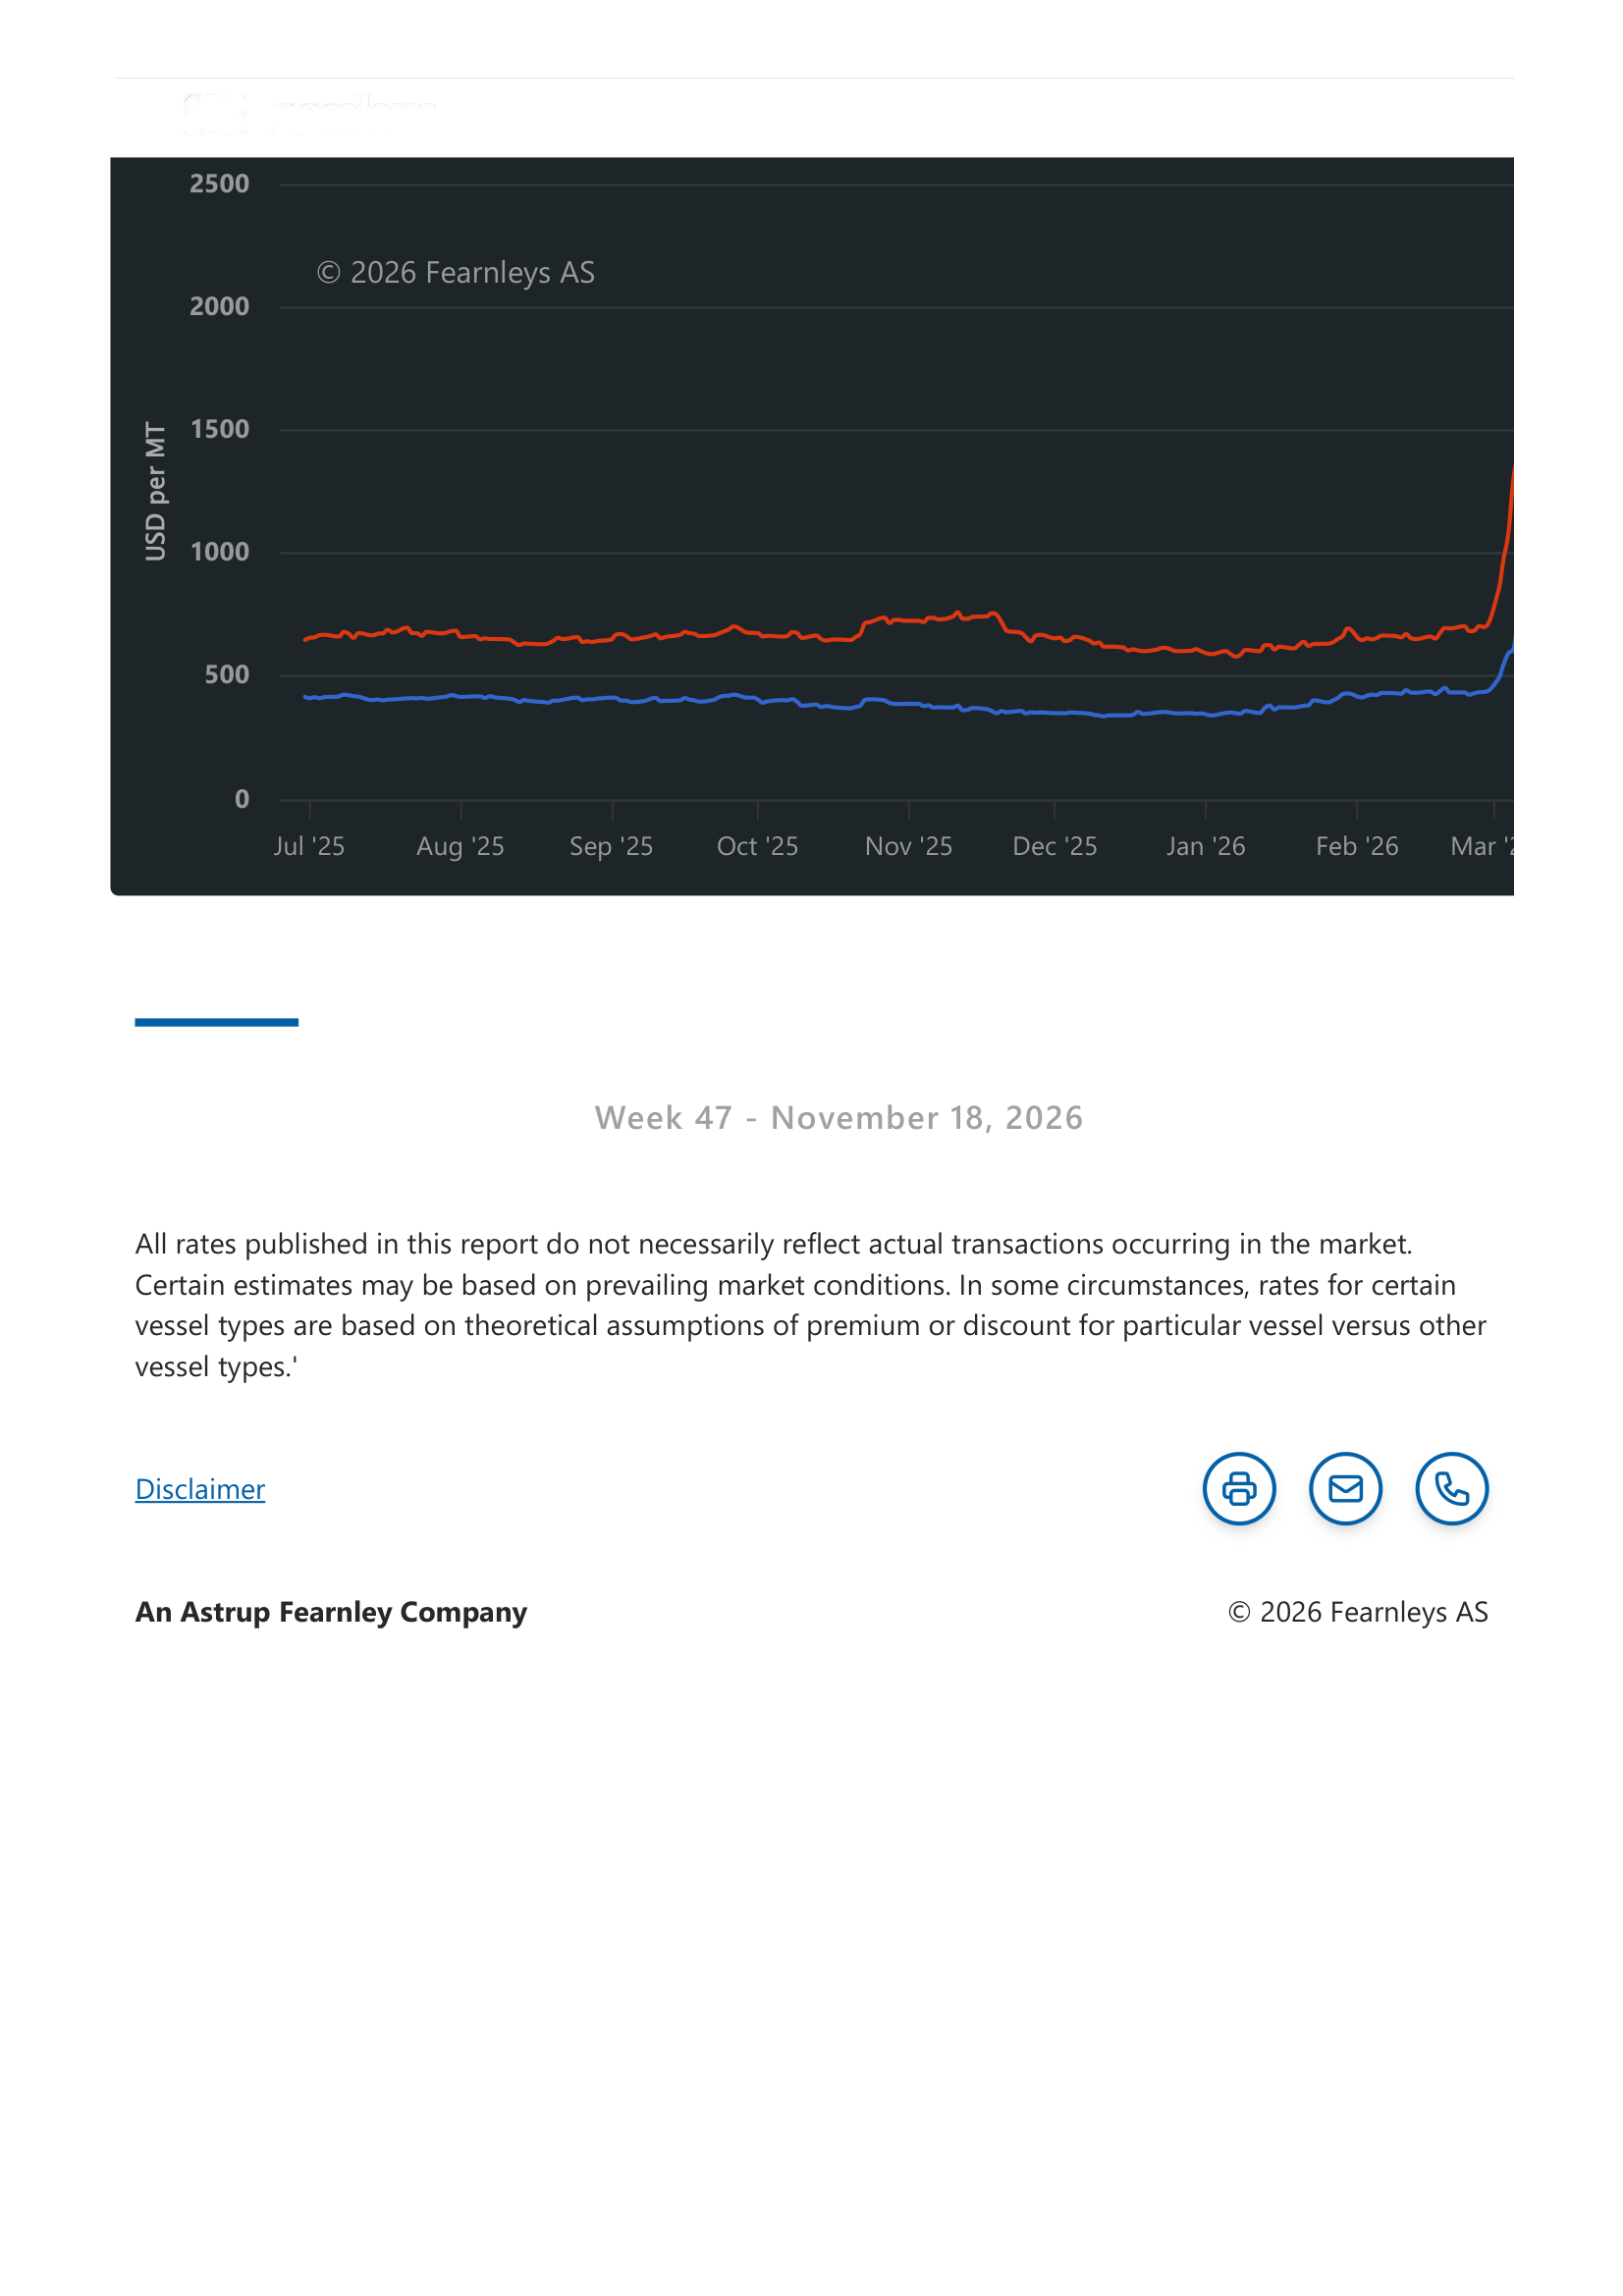 2500
© 2026 Fearnleys AS
2000
1500
USD per MT
1000
500
0
Jul '25 Aug '25 Sep '25 Oct '25 Nov '25 Dec '25 Jan '26 Feb '26 Mar '2
Week 47 - November 18, 2026
All rates published in this report do not necessarily reflect actual transactions occurring in the market.
Certain estimates may be based on prevailing market conditions. In some circumstances, rates for certain
vessel types are based on theoretical assumptions of premium or discount for particular vessel versus other
vessel types.'
Disclaimer
An Astrup Fearnley Company © 2026 Fearnleys AS